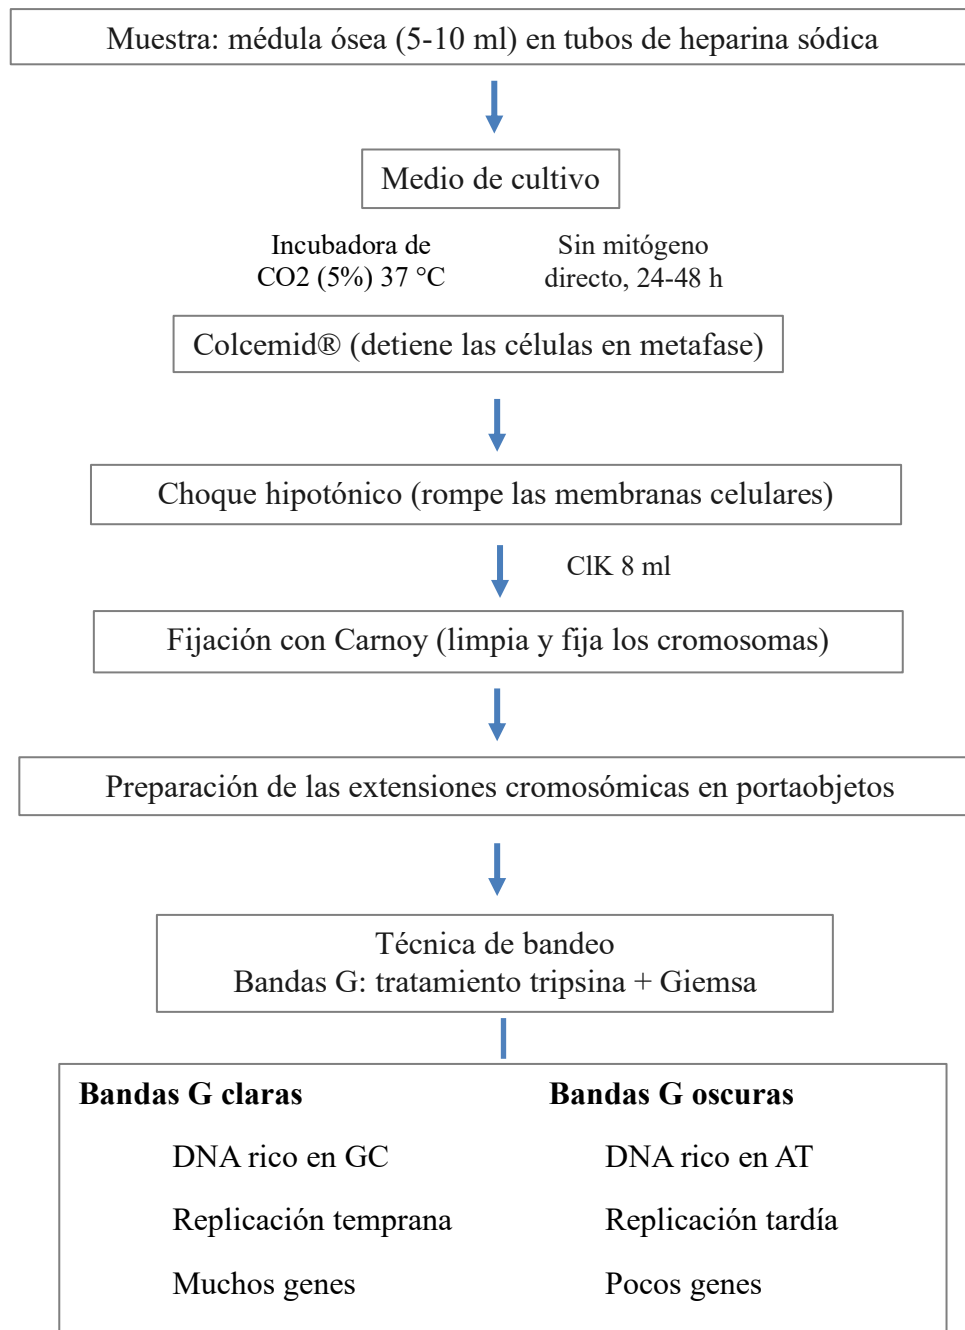 Muestra: médula ósea (5-10 ml) en tubos de heparina sódica
Medio de cultivo
Incubadora de
CO2 (5%) 37 °C
Sin mitógeno
directo, 24-48 h
Colcemid® (detiene las células en metafase)
Choque hipotónico (rompe las membranas celulares)
ClK 8 ml
Fijación con Carnoy (limpia y fija los cromosomas)
Preparación de las extensiones cromosómicas en portaobjetos
Técnica de bandeo
Bandas G: tratamiento tripsina + Giemsa
Bandas G claras
DNA rico en GC
Replicación temprana
Muchos genes
Bandas G oscuras
DNA rico en AT
Replicación tardía
Pocos genes